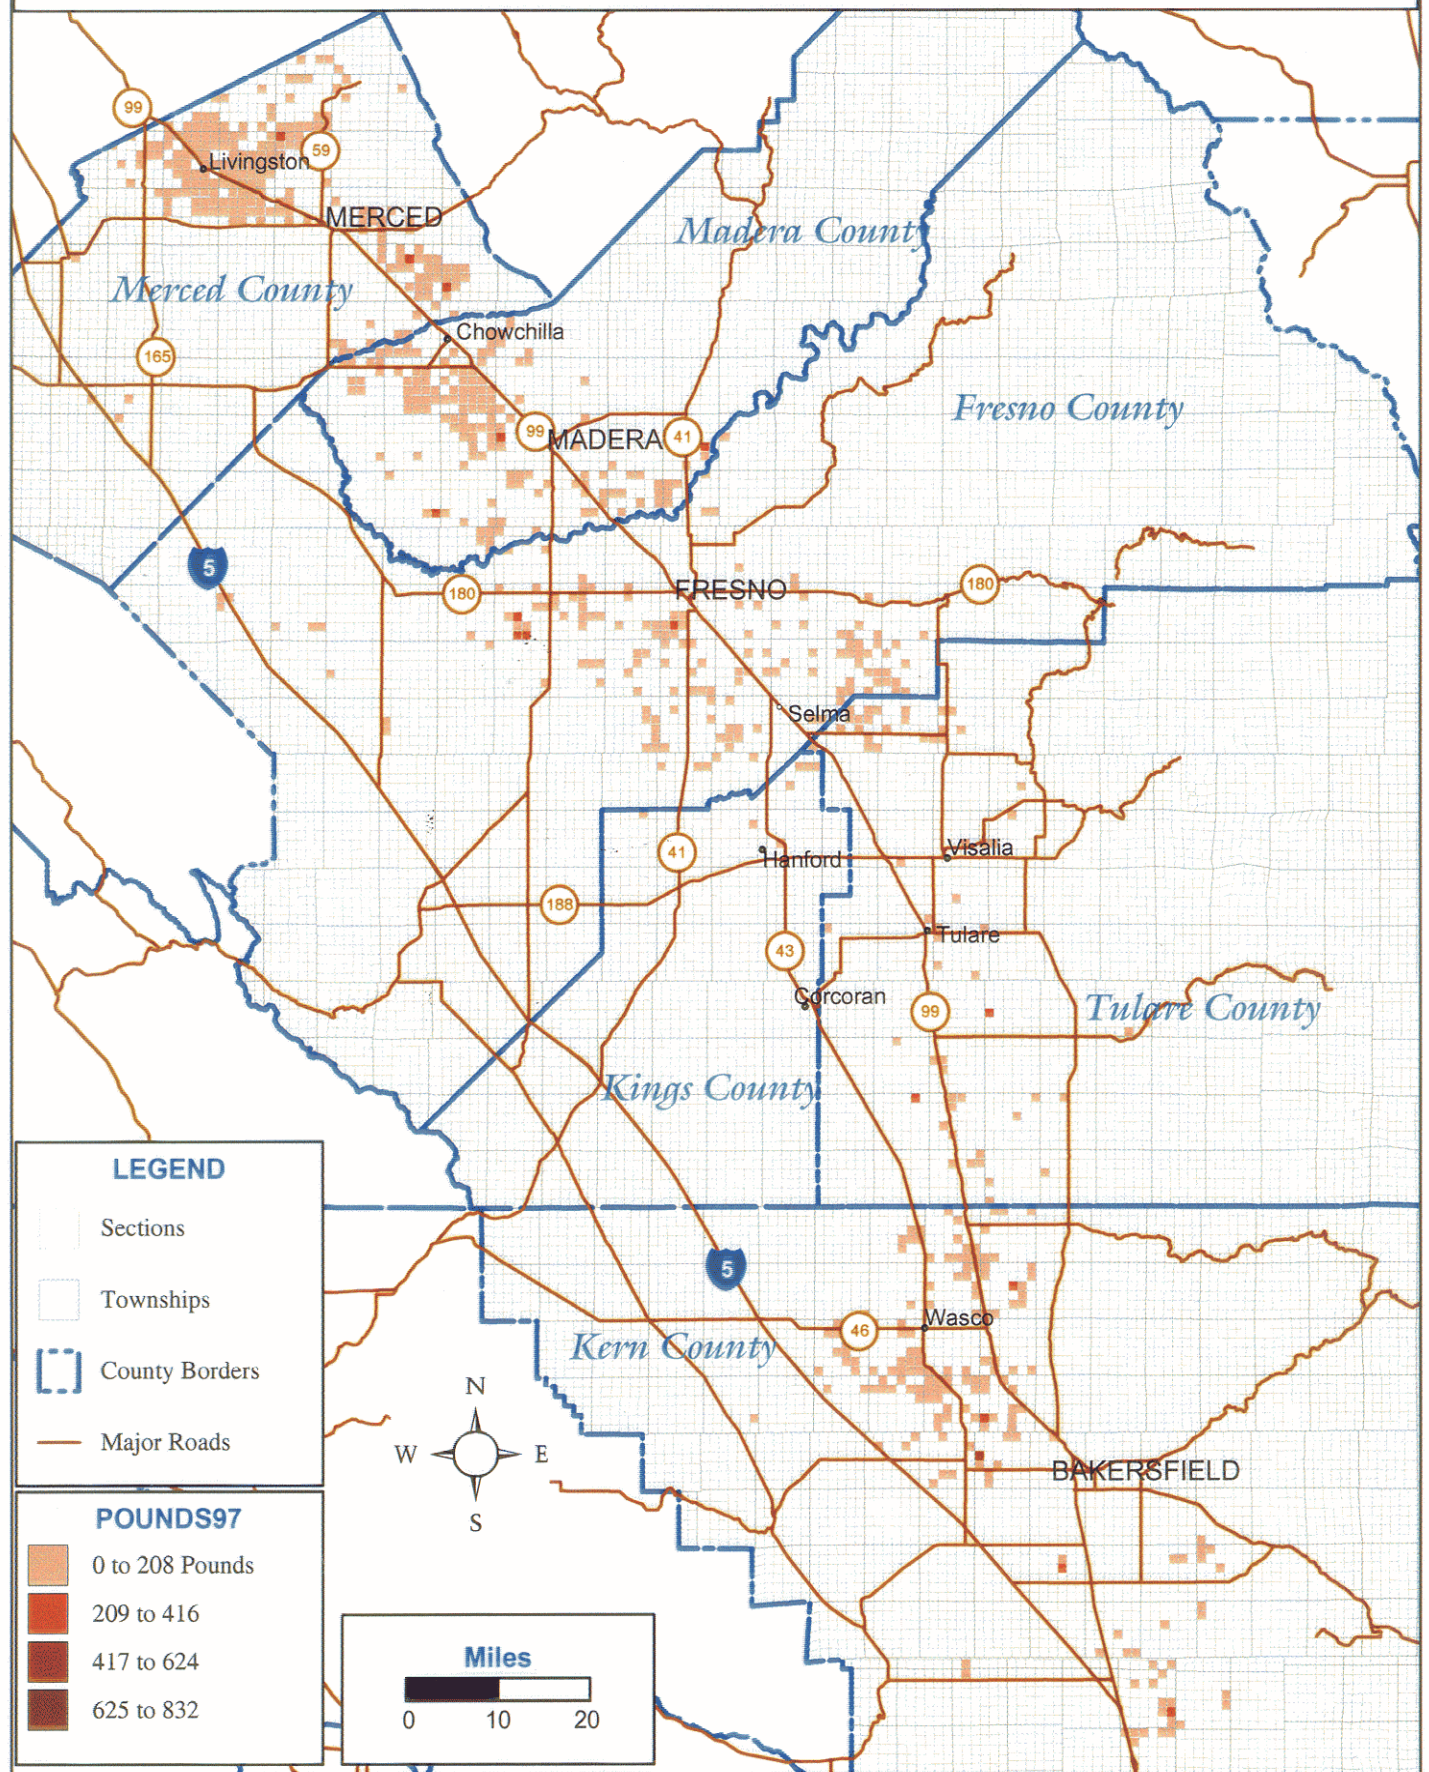 99
59
Livingston
MERCED
Madera County
Merced County
Chowchilla
165
Fresno County
99
MADERA
41
5
180
FRESNO
180
Selma
41
Hanford
Visalia
188
Tulare
43
Corcoran
99
Tulare County
Kings County
LEGEND
Sections
5
Townships
Wasco
46
Kern County
County Borders
N
Major Roads
W
E
BAKERSFIELD
S
POUNDS97
0 to 208 Pounds
209 to 416
417 to 624
625 to 832
Miles
0 10 20